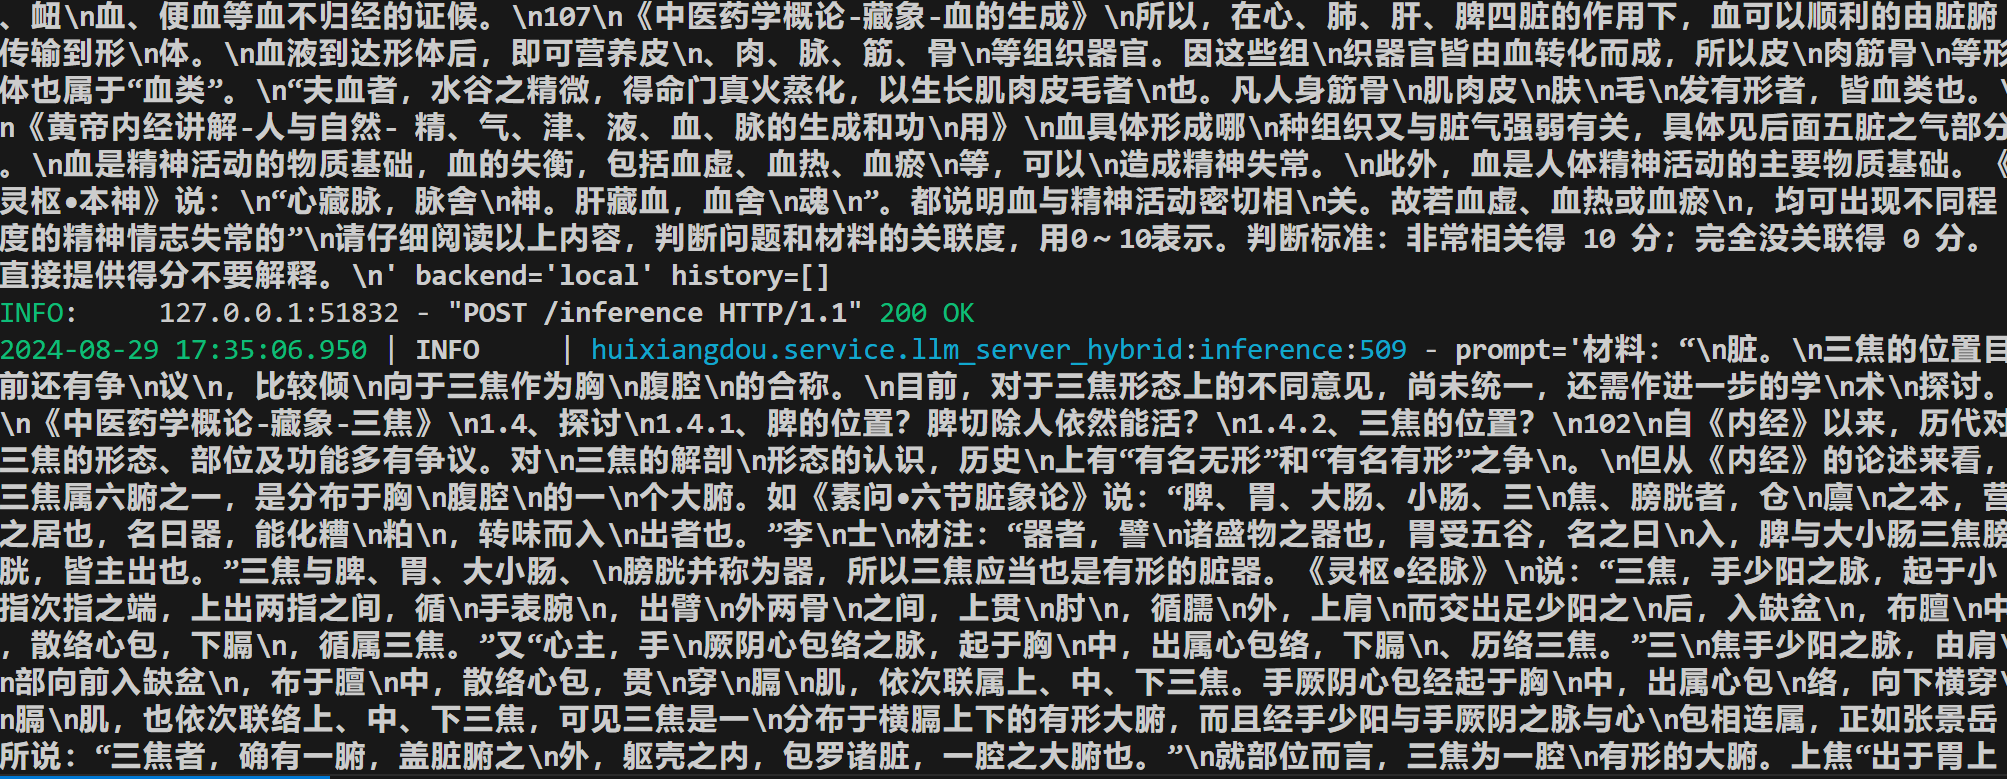 、衄\n血、便血等血不归经的证候。\n107\n《中医药学概论-藏象-血的生成》\n所以，在心、肺、肝、脾四脏的作用下，血可以顺利的由脏腑
传输到形\n体。\n血液到达形体后，即可营养皮\n、肉、脉、筋、骨\n等组织器官。因这些组\n织器官皆由血转化而成，所以皮\n肉筋骨\n等形
体也属于“血类”。\n“夫血者，水谷之精微，得命门真火蒸化，以生长肌肉皮毛者\n也。凡人身筋骨\n肌肉皮\n肤\n毛\n发有形者，皆血类也。\
n《黄帝内经讲解-人与自然- 精、气、津、液、血、脉的生成和功\n用》\n血具体形成哪\n种组织又与脏气强弱有关，具体见后面五脏之气部分
。\n血是精神活动的物质基础，血的失衡，包括血虚、血热、血瘀\n等，可以\n造成精神失常。\n此外，血是人体精神活动的主要物质基础。《
灵枢•本神》说：\n“心藏脉，脉舍\n神。肝藏血，血舍\n魂\n”。都说明血与精神活动密切相\n关。故若血虚、血热或血瘀\n，均可出现不同程
度的精神情志失常的”\n请仔细阅读以上内容，判断问题和材料的关联度，用0～10表示。判断标准：非常相关得 10 分；完全没关联得 0 分。
直接提供得分不要解释。\n' backend='local' history=[]
INFO:     127.0.0.1:51832 - "POST /inference HTTP/1.1" 200 OK
2024-08-29 17:35:06.950 | INFO     | huixiangdou.service.llm_server_hybrid:inference:509 - prompt='材料：“\n脏。\n三焦的位置目
前还有争\n议\n，比较倾\n向于三焦作为胸\n腹腔\n的合称。\n目前，对于三焦形态上的不同意见，尚未统一，还需作进一步的学\n术\n探讨。
\n《中医药学概论-藏象-三焦》\n1.4、探讨\n1.4.1、脾的位置？脾切除人依然能活？\n1.4.2、三焦的位置？\n102\n自《内经》以来，历代对
三焦的形态、部位及功能多有争议。对\n三焦的解剖\n形态的认识，历史\n上有“有名无形”和“有名有形”之争\n。\n但从《内经》的论述来看，
三焦属六腑之一，是分布于胸\n腹腔\n的一\n个大腑。如《素问•六节脏象论》说：“脾、胃、大肠、小肠、三\n焦、膀胱者，仓\n廪\n之本，营
之居也，名曰器，能化糟\n粕\n，转味而入\n出者也。”李\n士\n材注：“器者，譬\n诸盛物之器也，胃受五谷，名之曰\n入，脾与大小肠三焦膀
胱，皆主出也。”三焦与脾、胃、大小肠、\n膀胱并称为器，所以三焦应当也是有形的脏器。《灵枢•经脉》\n说：“三焦，手少阳之脉，起于小
指次指之端，上出两指之间，循\n手表腕\n，出臂\n外两骨\n之间，上贯\n肘\n，循臑\n外，上肩\n而交出足少阳之\n后，入缺盆\n，布膻\n中
，散络心包，下膈\n，循属三焦。”又“心主，手\n厥阴心包络之脉，起于胸\n中，出属心包络，下膈\n、历络三焦。”三\n焦手少阳之脉，由肩\
n部向前入缺盆\n，布于膻\n中，散络心包，贯\n穿\n膈\n肌，依次联属上、中、下三焦。手厥阴心包经起于胸\n中，出属心包\n络，向下横穿\
n膈\n肌，也依次联络上、中、下三焦，可见三焦是一\n分布于横膈上下的有形大腑，而且经手少阳与手厥阴之脉与心\n包相连属，正如张景岳
所说：“三焦者，确有一腑，盖脏腑之\n外，躯壳之内，包罗诸脏，一腔之大腑也。”\n就部位而言，三焦为一腔\n有形的大腑。上焦“出于胃上